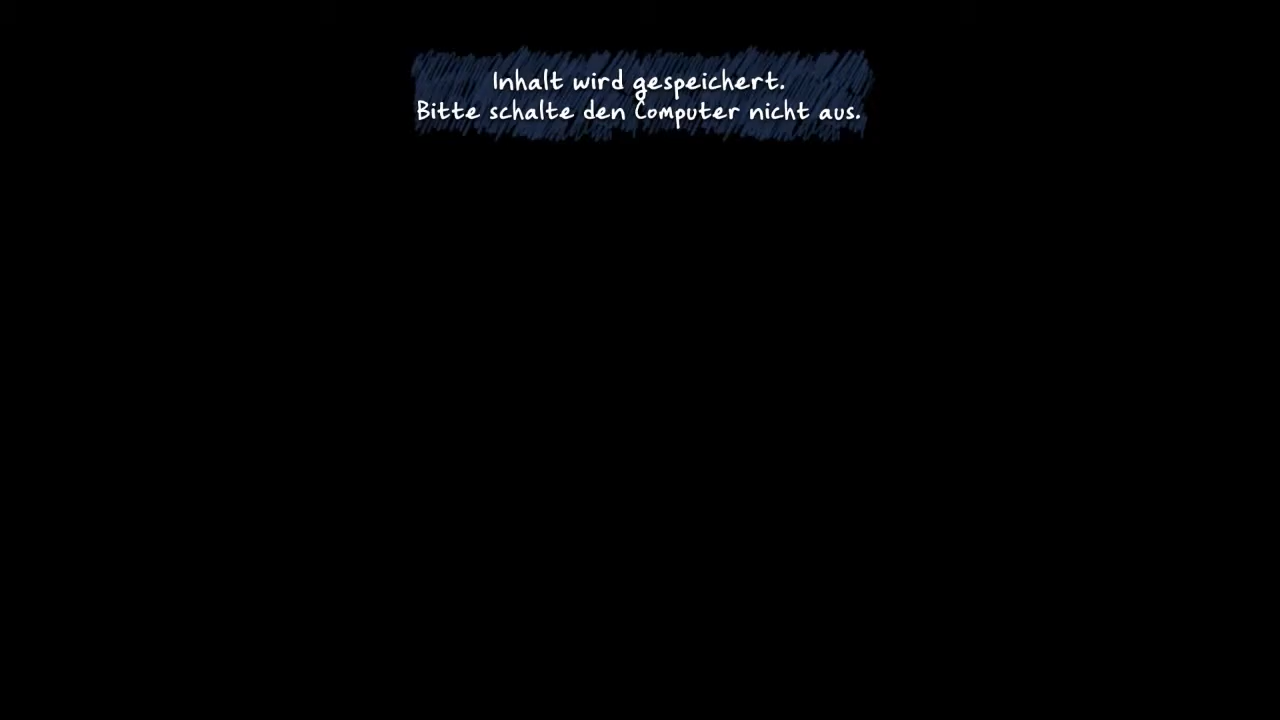 Inhalt wird gespeichert.
Bitte schalte den Computer nicht aus.